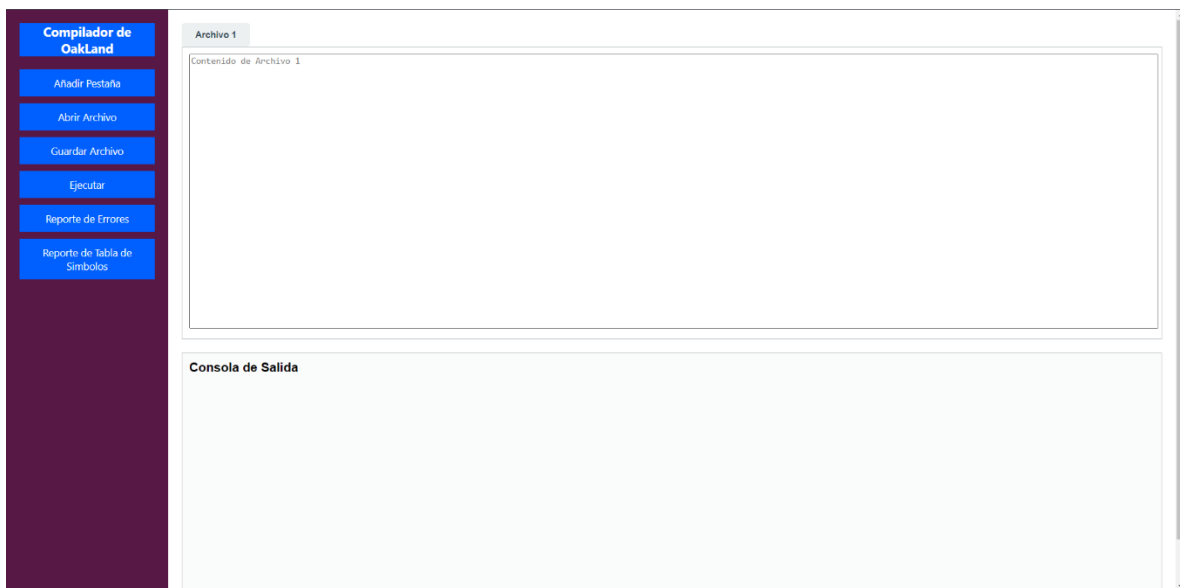 Compilador de
OakLand
Añadir Pestaña
Abrir Archivo
Guardar Archivo
Ejecutar
Reporte de Errores
Reporte de Tabla de
Simbolos
Archivo 1
Contenido de Archivo 1
Consola de Salida